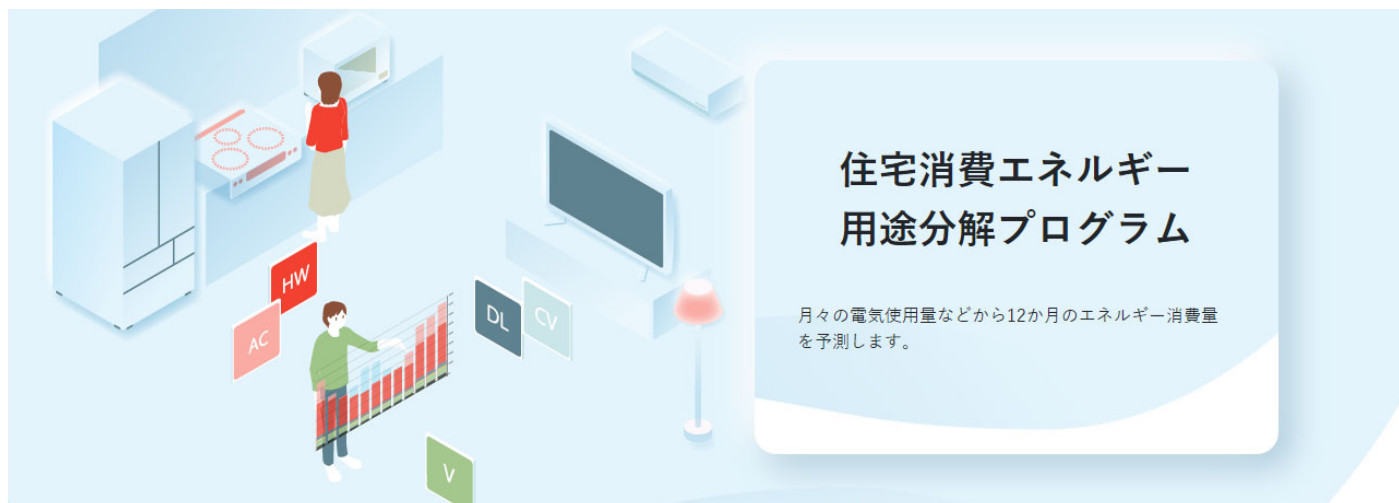 住宅消費エネルギー
用途分解プログラム
月々の電気使用量などから12か月のエネルギー消費量
を予測します。
HW
AC
DL
CV
V